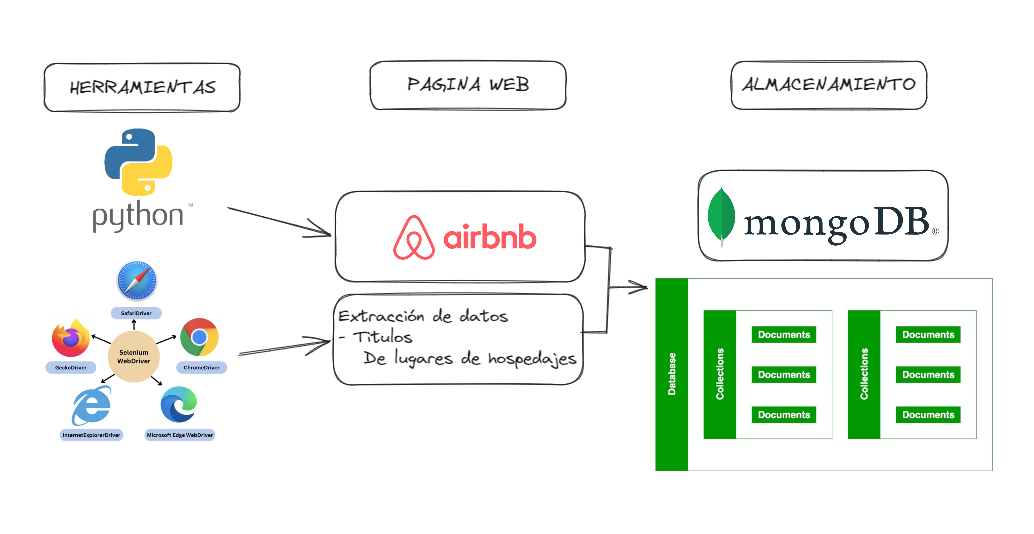 HERRAMIENTAS
PAGINA WEB
ALMACENAMIENTO
python™
airbnb
mongoDB®
SafariDriver
GeckoDriver
Selenium
WebDriver
ChromeDriver
InternetExplorerDriver
Microsoft Edge WebDriver
Extracción de datos
- Titulos
De lugares de hospedajes
Database
Collections
Documents
Documents
Documents
Collections
Documents
Documents
Documents